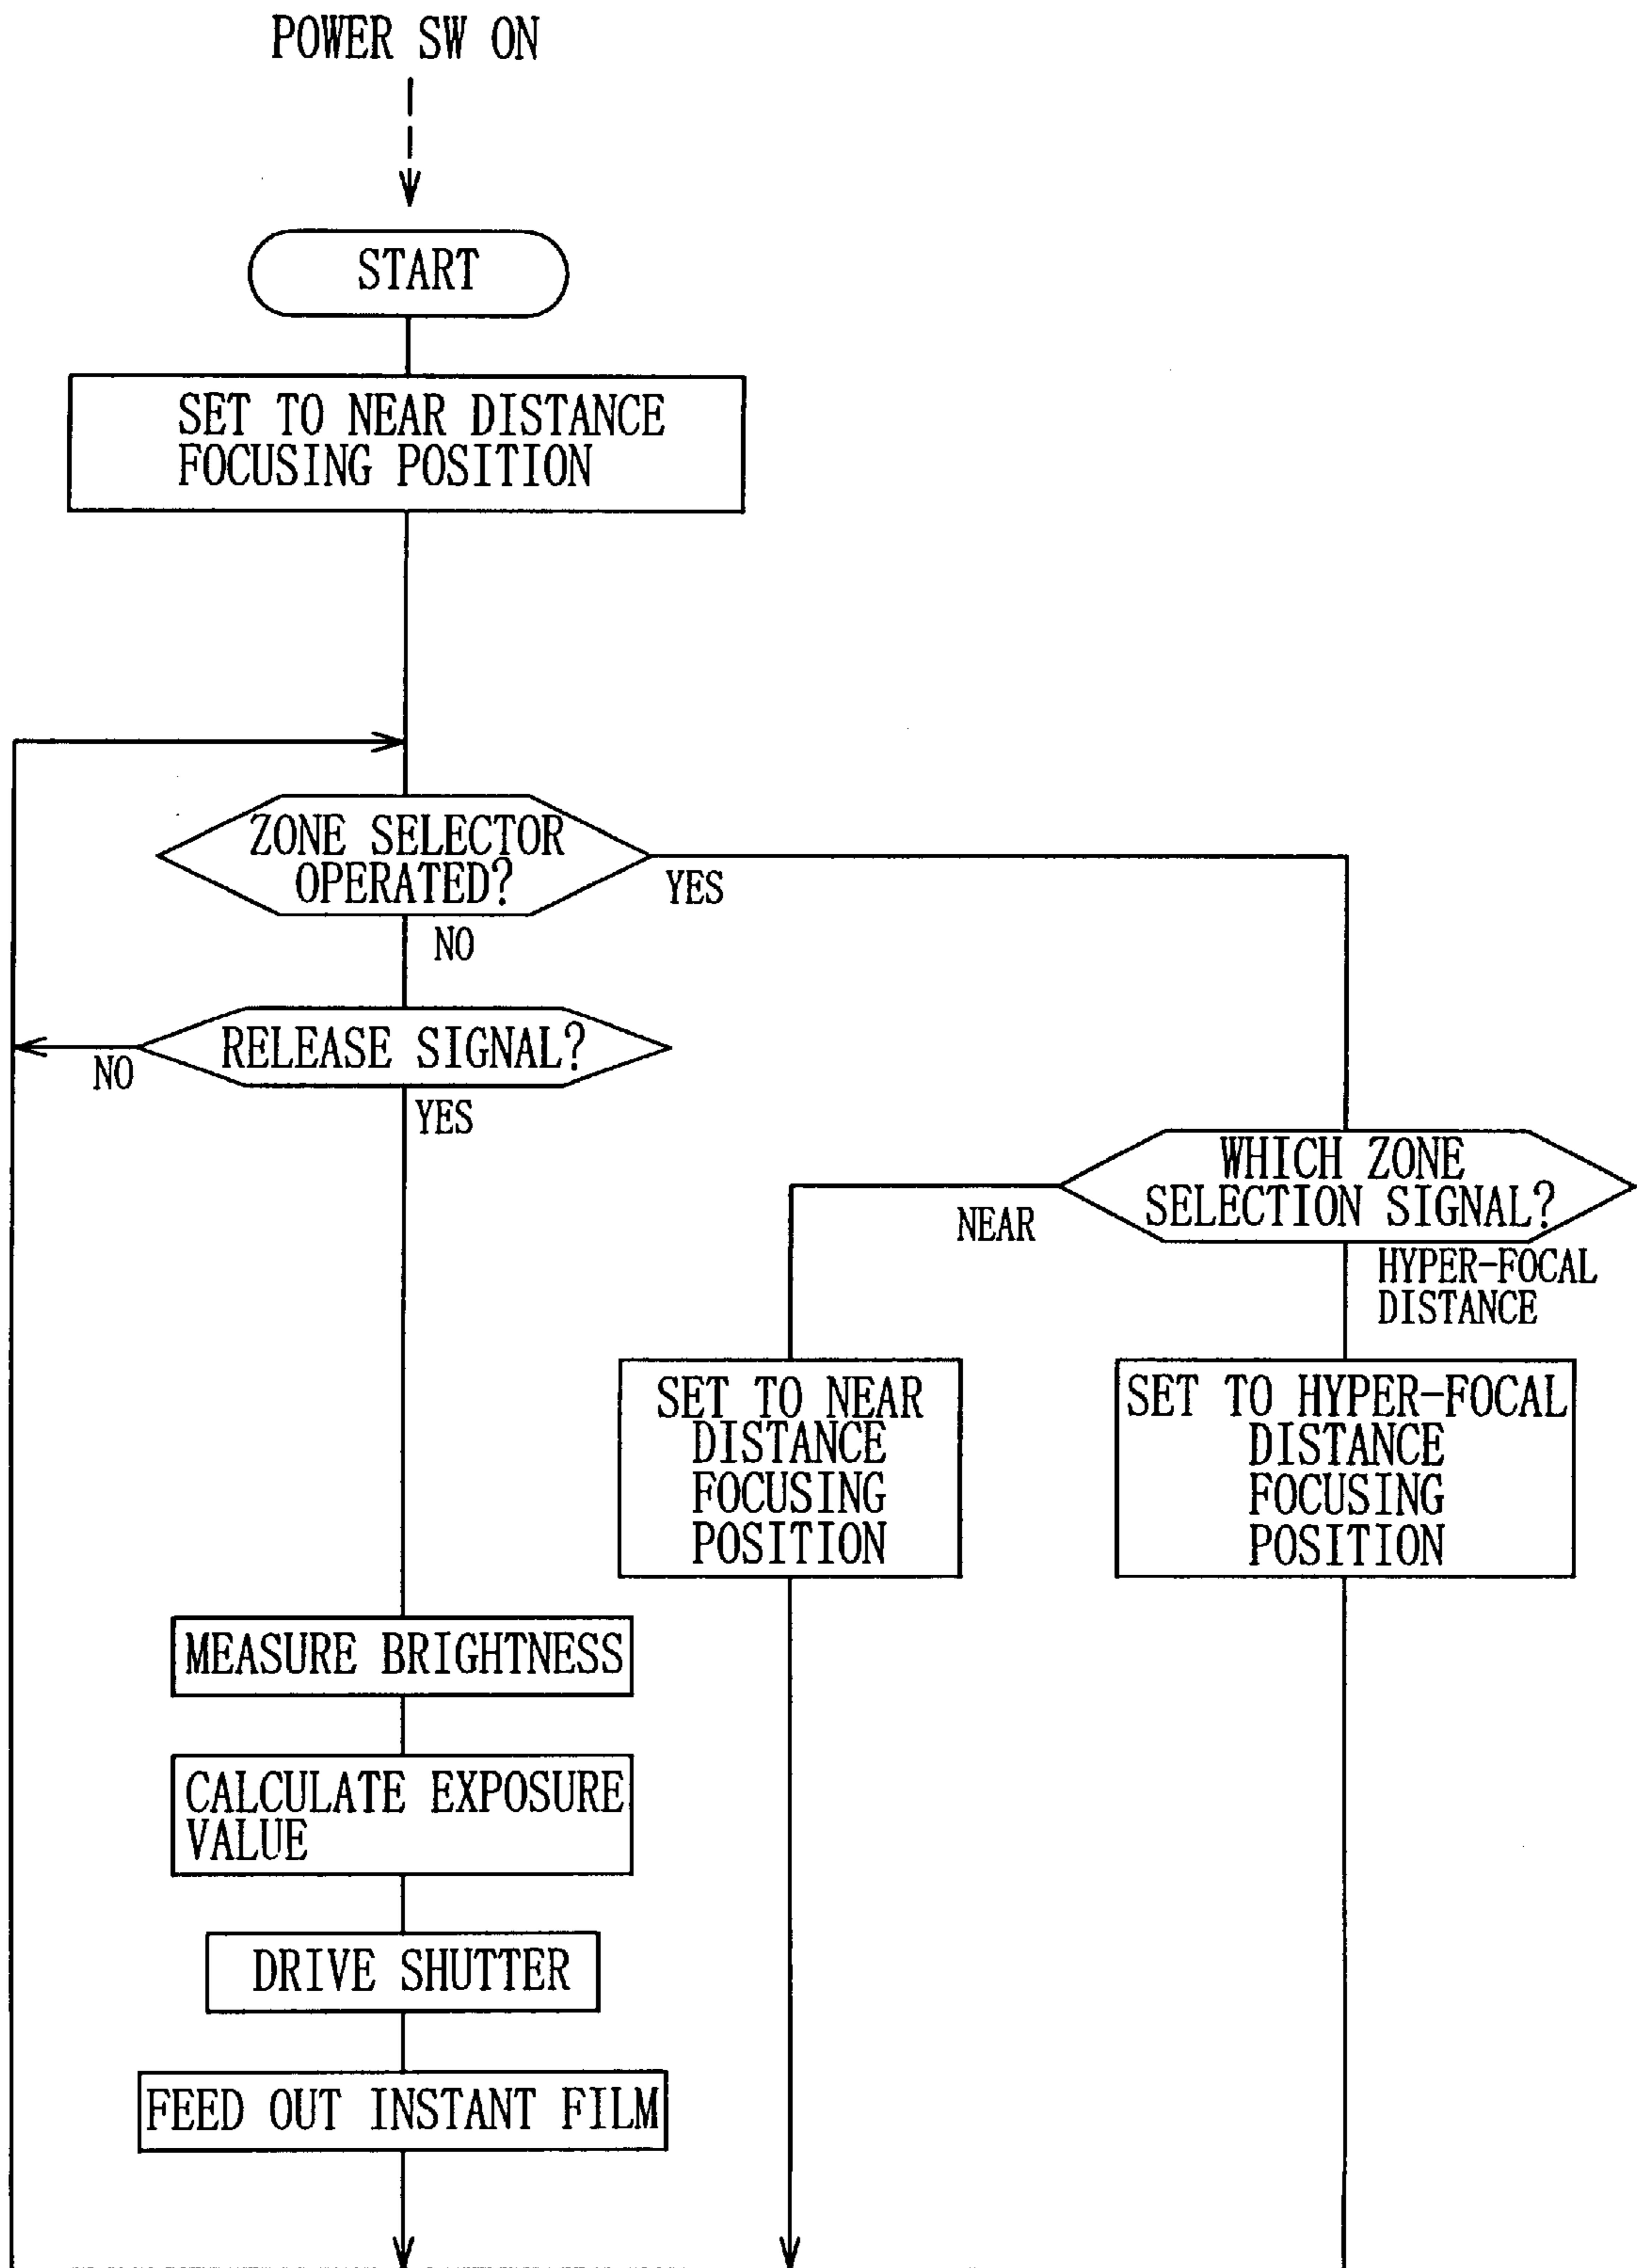 POWER SW ON
START
SET TO NEAR DISTANCE
FOCUSING POSITION
ZONE SELECTOR
OPERATED?
YES
NO
RELEASE SIGNAL?
NO
YES
WHICH ZONE
SELECTION SIGNAL?
NEAR
HYPER-FOCAL
DISTANCE
SET TO NEAR
DISTANCE
FOCUSING
POSITION
SET TO HYPER-FOCAL
DISTANCE
FOCUSING
POSITION
MEASURE BRIGHTNESS
CALCULATE EXPOSURE
VALUE
DRIVE SHUTTER
FEED OUT INSTANT FILM